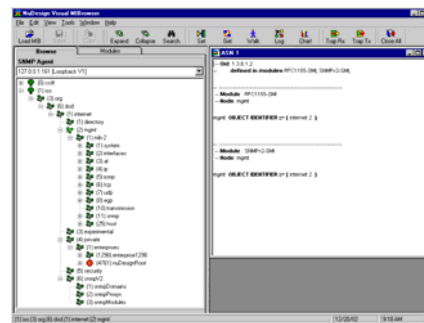 NuDesign Visual MIBrowser
File Edit View Tools Window Help
Load MIB Expand Collapse Search Get Set Walk Log Chart Trap Rx Trap Tx Close All
Browse Modules
SNMP Agent
127.0.0.1:161 [Loopback V1]
(0) ccitt
(1) iso
(3) org
(6) dod
(1) internet
(1) directory
(2) mgmt
(1) mib-2
(1) system
(2) interfaces
(3) at
(4) ip
(5) icmp
(6) tcp
(7) udp
(8) egp
(10) transmission
(11) snmp
(25) host
(3) experimental
(4) private
(1) enterprises
(1298) enterprise1298
(4761) nuDesignRoot
(5) security
(6) snmpV2
(1) snmpDomains
(2) snmpProxys
(3) snmpModules
ASN.1
-- Oid: 1.3.6.1.2
defined in modules RFC1155-SMI, SNMPv2-SMI,
-- Module: RFC1155-SMI
-- Node: mgmt
mgmt OBJECT IDENTIFIER ::= { internet 2 }
-- Module: SNMPv2-SMI
-- Node: mgmt
mgmt OBJECT IDENTIFIER ::= { internet 2 }
(1) iso (3) org (6) dod (1) internet (2) mgmt 12/20/02 9:18 AM